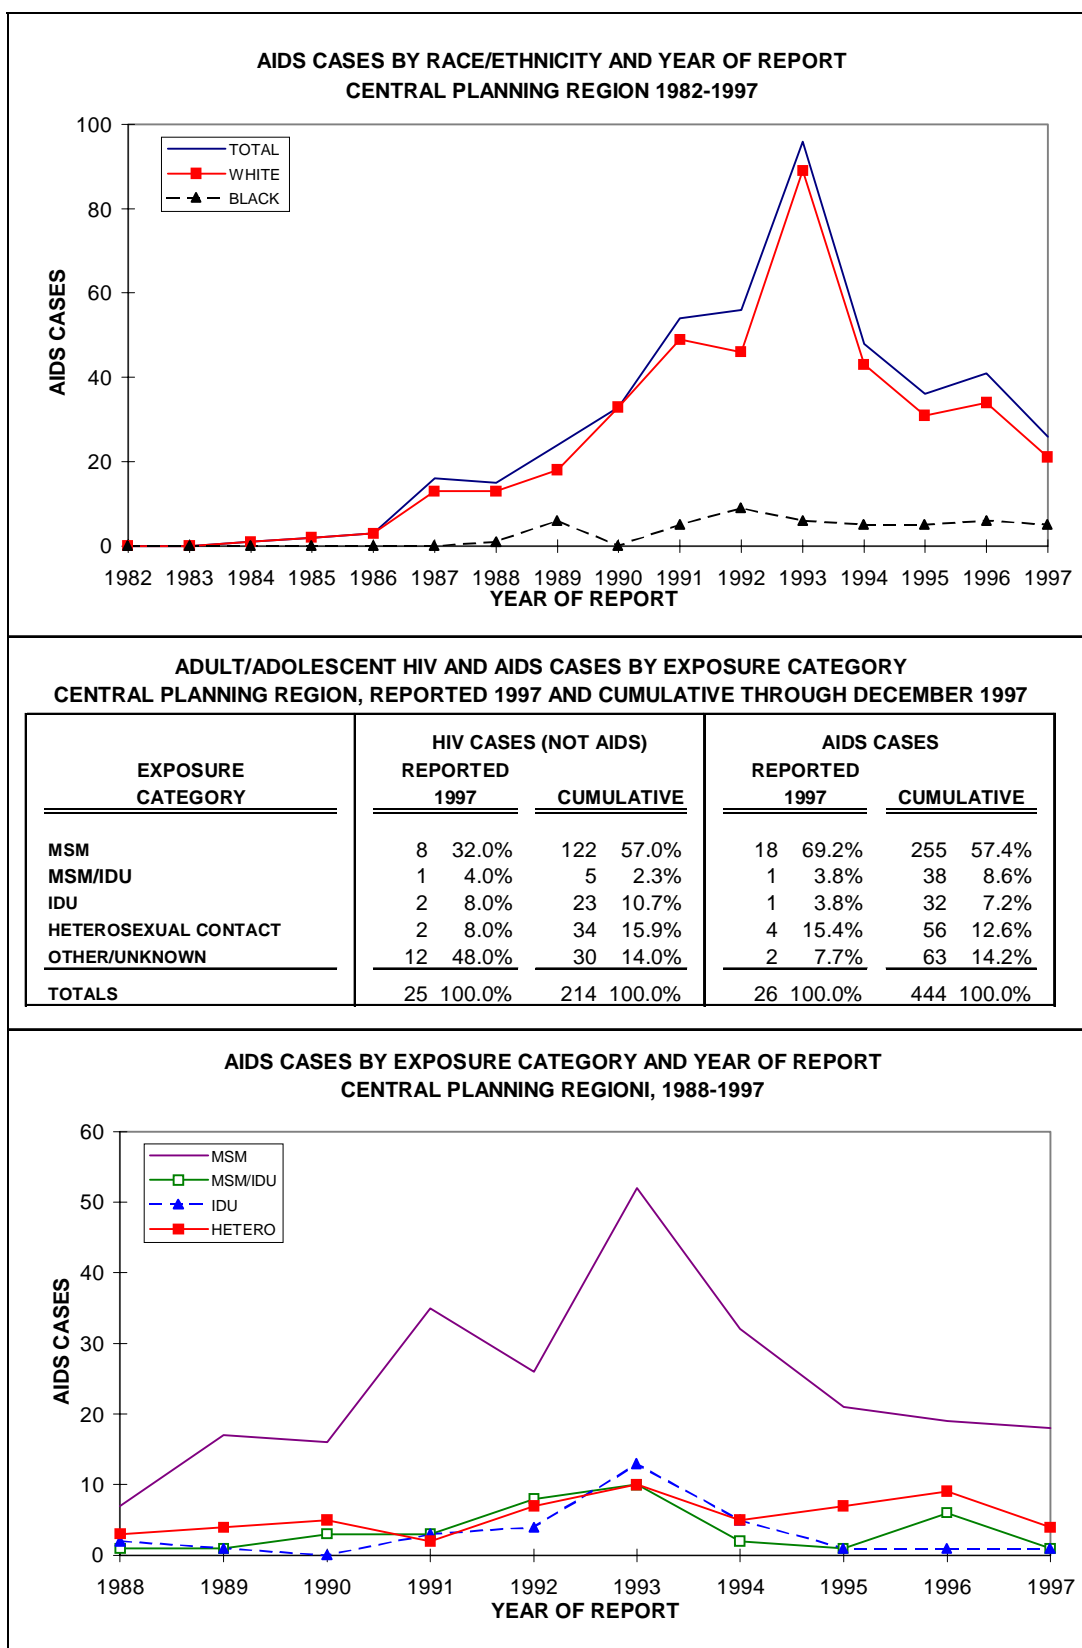 AIDS CASES BY RACE/ETHNICITY AND YEAR OF REPORT
CENTRAL PLANNING REGION 1982-1997
100
80
60
40
20
0
AIDS CASES
TOTAL
WHITE
BLACK
1982 1983 1984 1985 1986 1987 1988 1989 1990 1991 1992 1993 1994 1995 1996 1997
YEAR OF REPORT
ADULT/ADOLESCENT HIV AND AIDS CASES BY EXPOSURE CATEGORY
CENTRAL PLANNING REGION, REPORTED 1997 AND CUMULATIVE THROUGH DECEMBER 1997
HIV CASES (NOT AIDS) AIDS CASES
EXPOSURE REPORTED REPORTED
CATEGORY 1997 CUMULATIVE 1997 CUMULATIVE
MSM 8 32.0% 122 57.0% 18 69.2% 255 57.4%
MSM/IDU 1 4.0% 5 2.3% 1 3.8% 38 8.6%
IDU 2 8.0% 23 10.7% 1 3.8% 32 7.2%
HETEROSEXUAL CONTACT 2 8.0% 34 15.9% 4 15.4% 56 12.6%
OTHER/UNKNOWN 12 48.0% 30 14.0% 2 7.7% 63 14.2%
TOTALS 25 100.0% 214 100.0% 26 100.0% 444 100.0%
AIDS CASES BY EXPOSURE CATEGORY AND YEAR OF REPORT
CENTRAL PLANNING REGIONI, 1988-1997
60
50
40
30
20
10
0
AIDS CASES
MSM
MSM/IDU
IDU
HETERO
1988 1989 1990 1991 1992 1993 1994 1995 1996 1997
YEAR OF REPORT